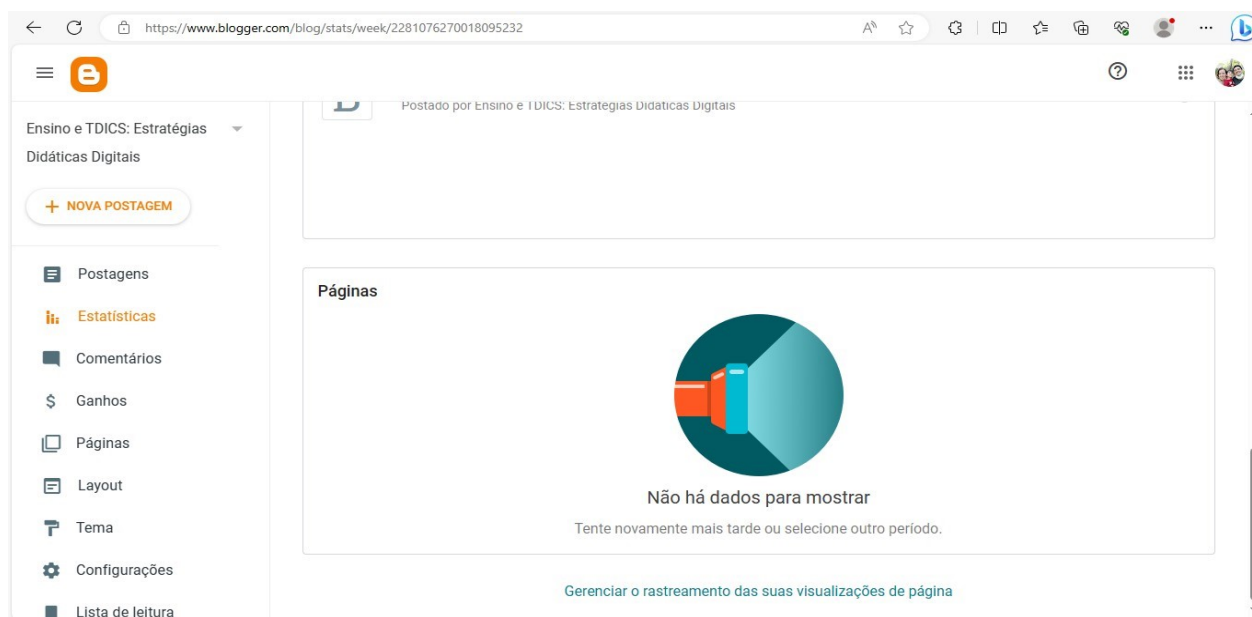 https://www.blogger.com/blog/stats/week/2281076270018095232
Postado por Ensino e TDICS: Estratégias Didáticas Digitais
Ensino e TDICS: Estratégias
Didáticas Digitais
+ NOVA POSTAGEM
Postagens
Estatísticas
Comentários
$ Ganhos
Páginas
Layout
Tema
Configurações
Lista de leitura
Páginas
Não há dados para mostrar
Tente novamente mais tarde ou selecione outro período.
Gerenciar o rastreamento das suas visualizações de página